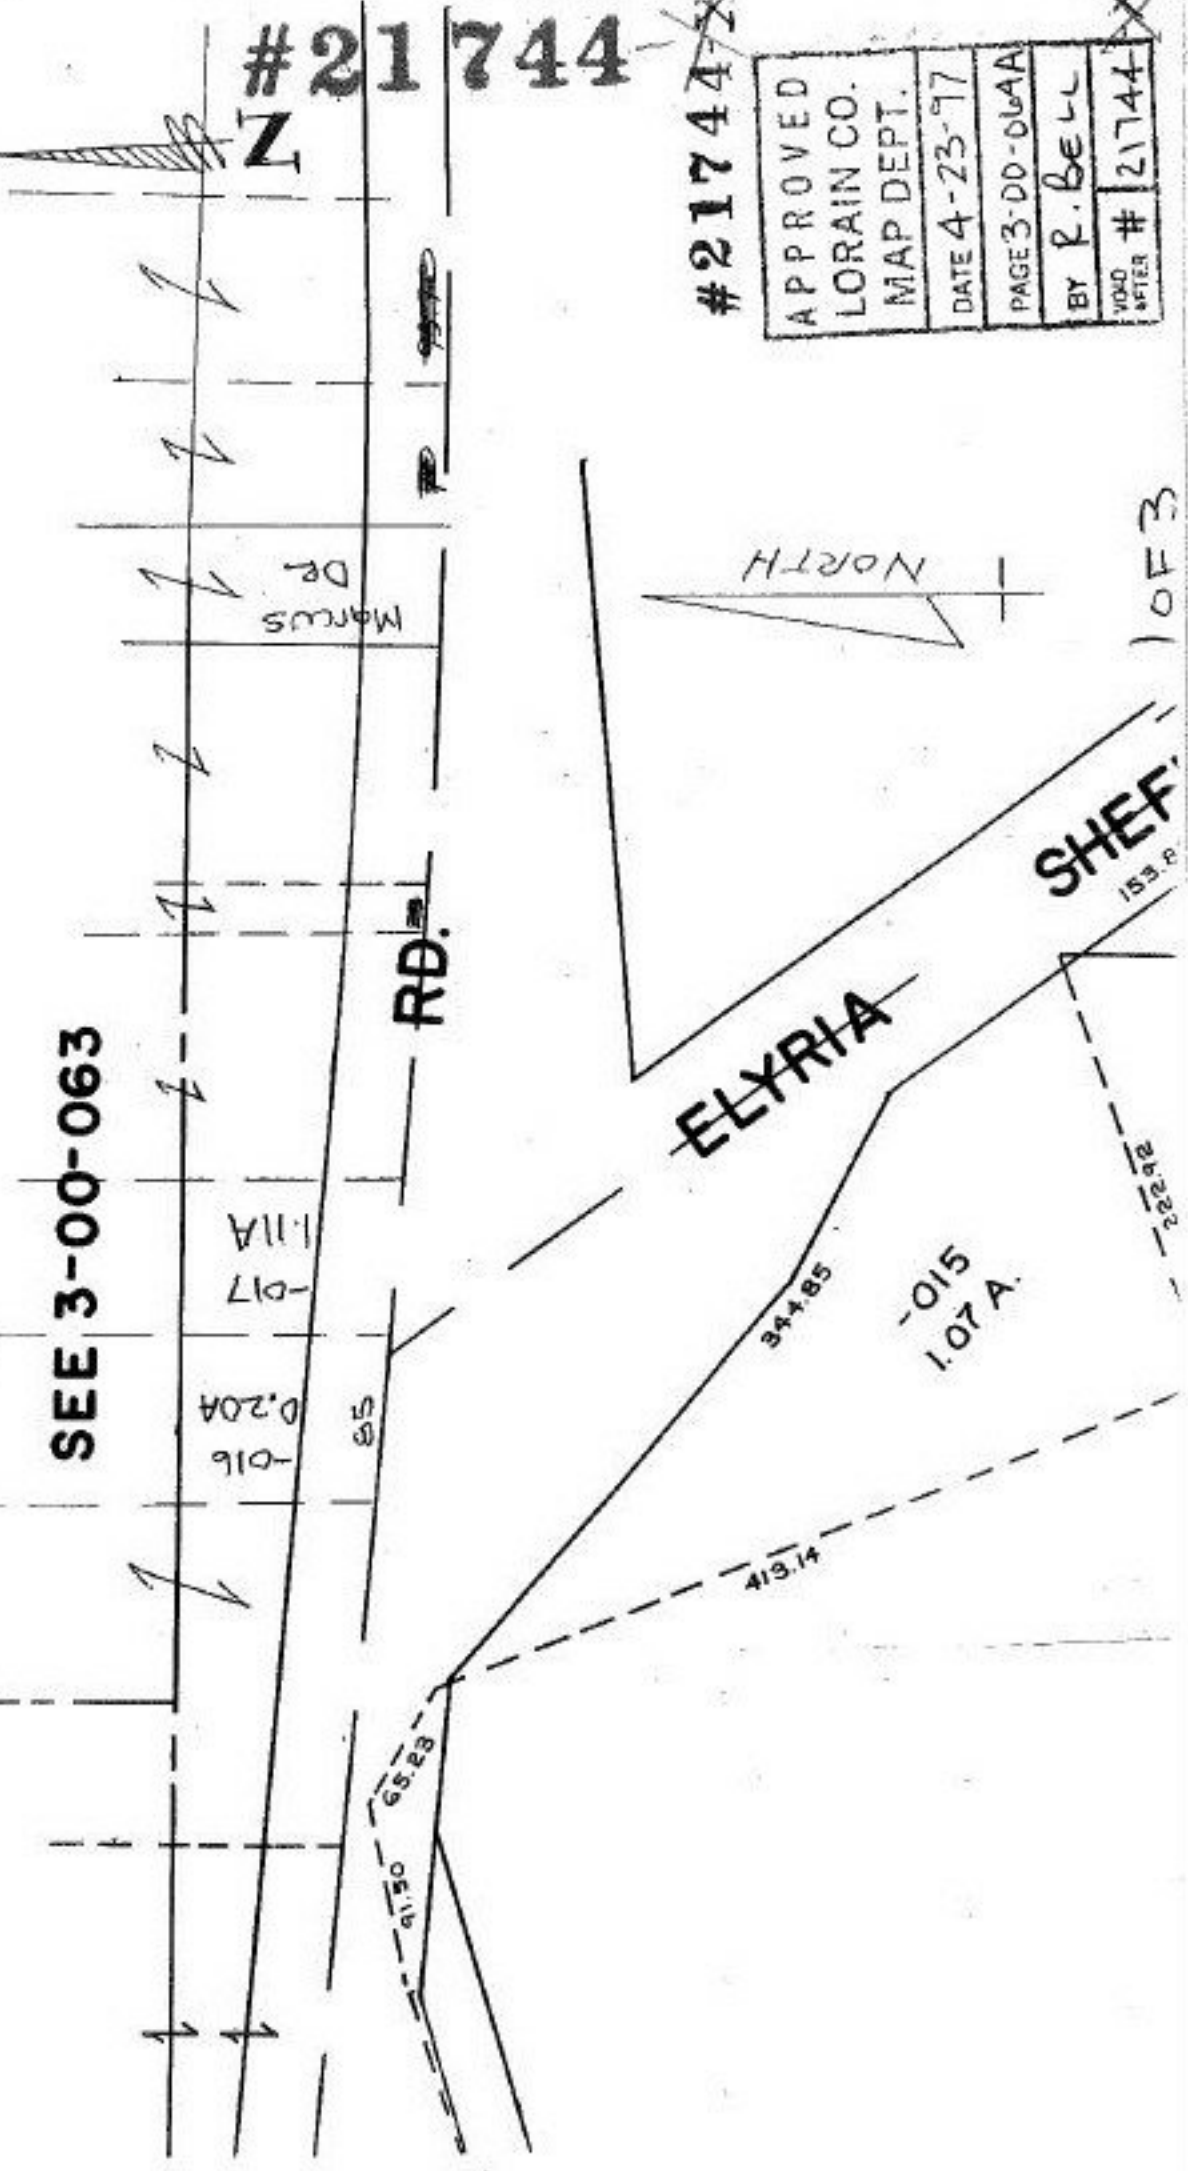 #21744
#21744-
APPROVED
LORAIN CO.
MAP DEPT.
DATE 4-23-97
PAGE 3-00-064A
BY R. BELL
VOID AFTER # 21744
N
Marcus
DR
NORTH
1 OF 3
SHEF
153.8
RD.
ELYRIA
SEE 3-00-063
-017
1.11A
-016
0.20A
85
344.85
-015
1.07 A.
222.92
413.14
65.23
91.50